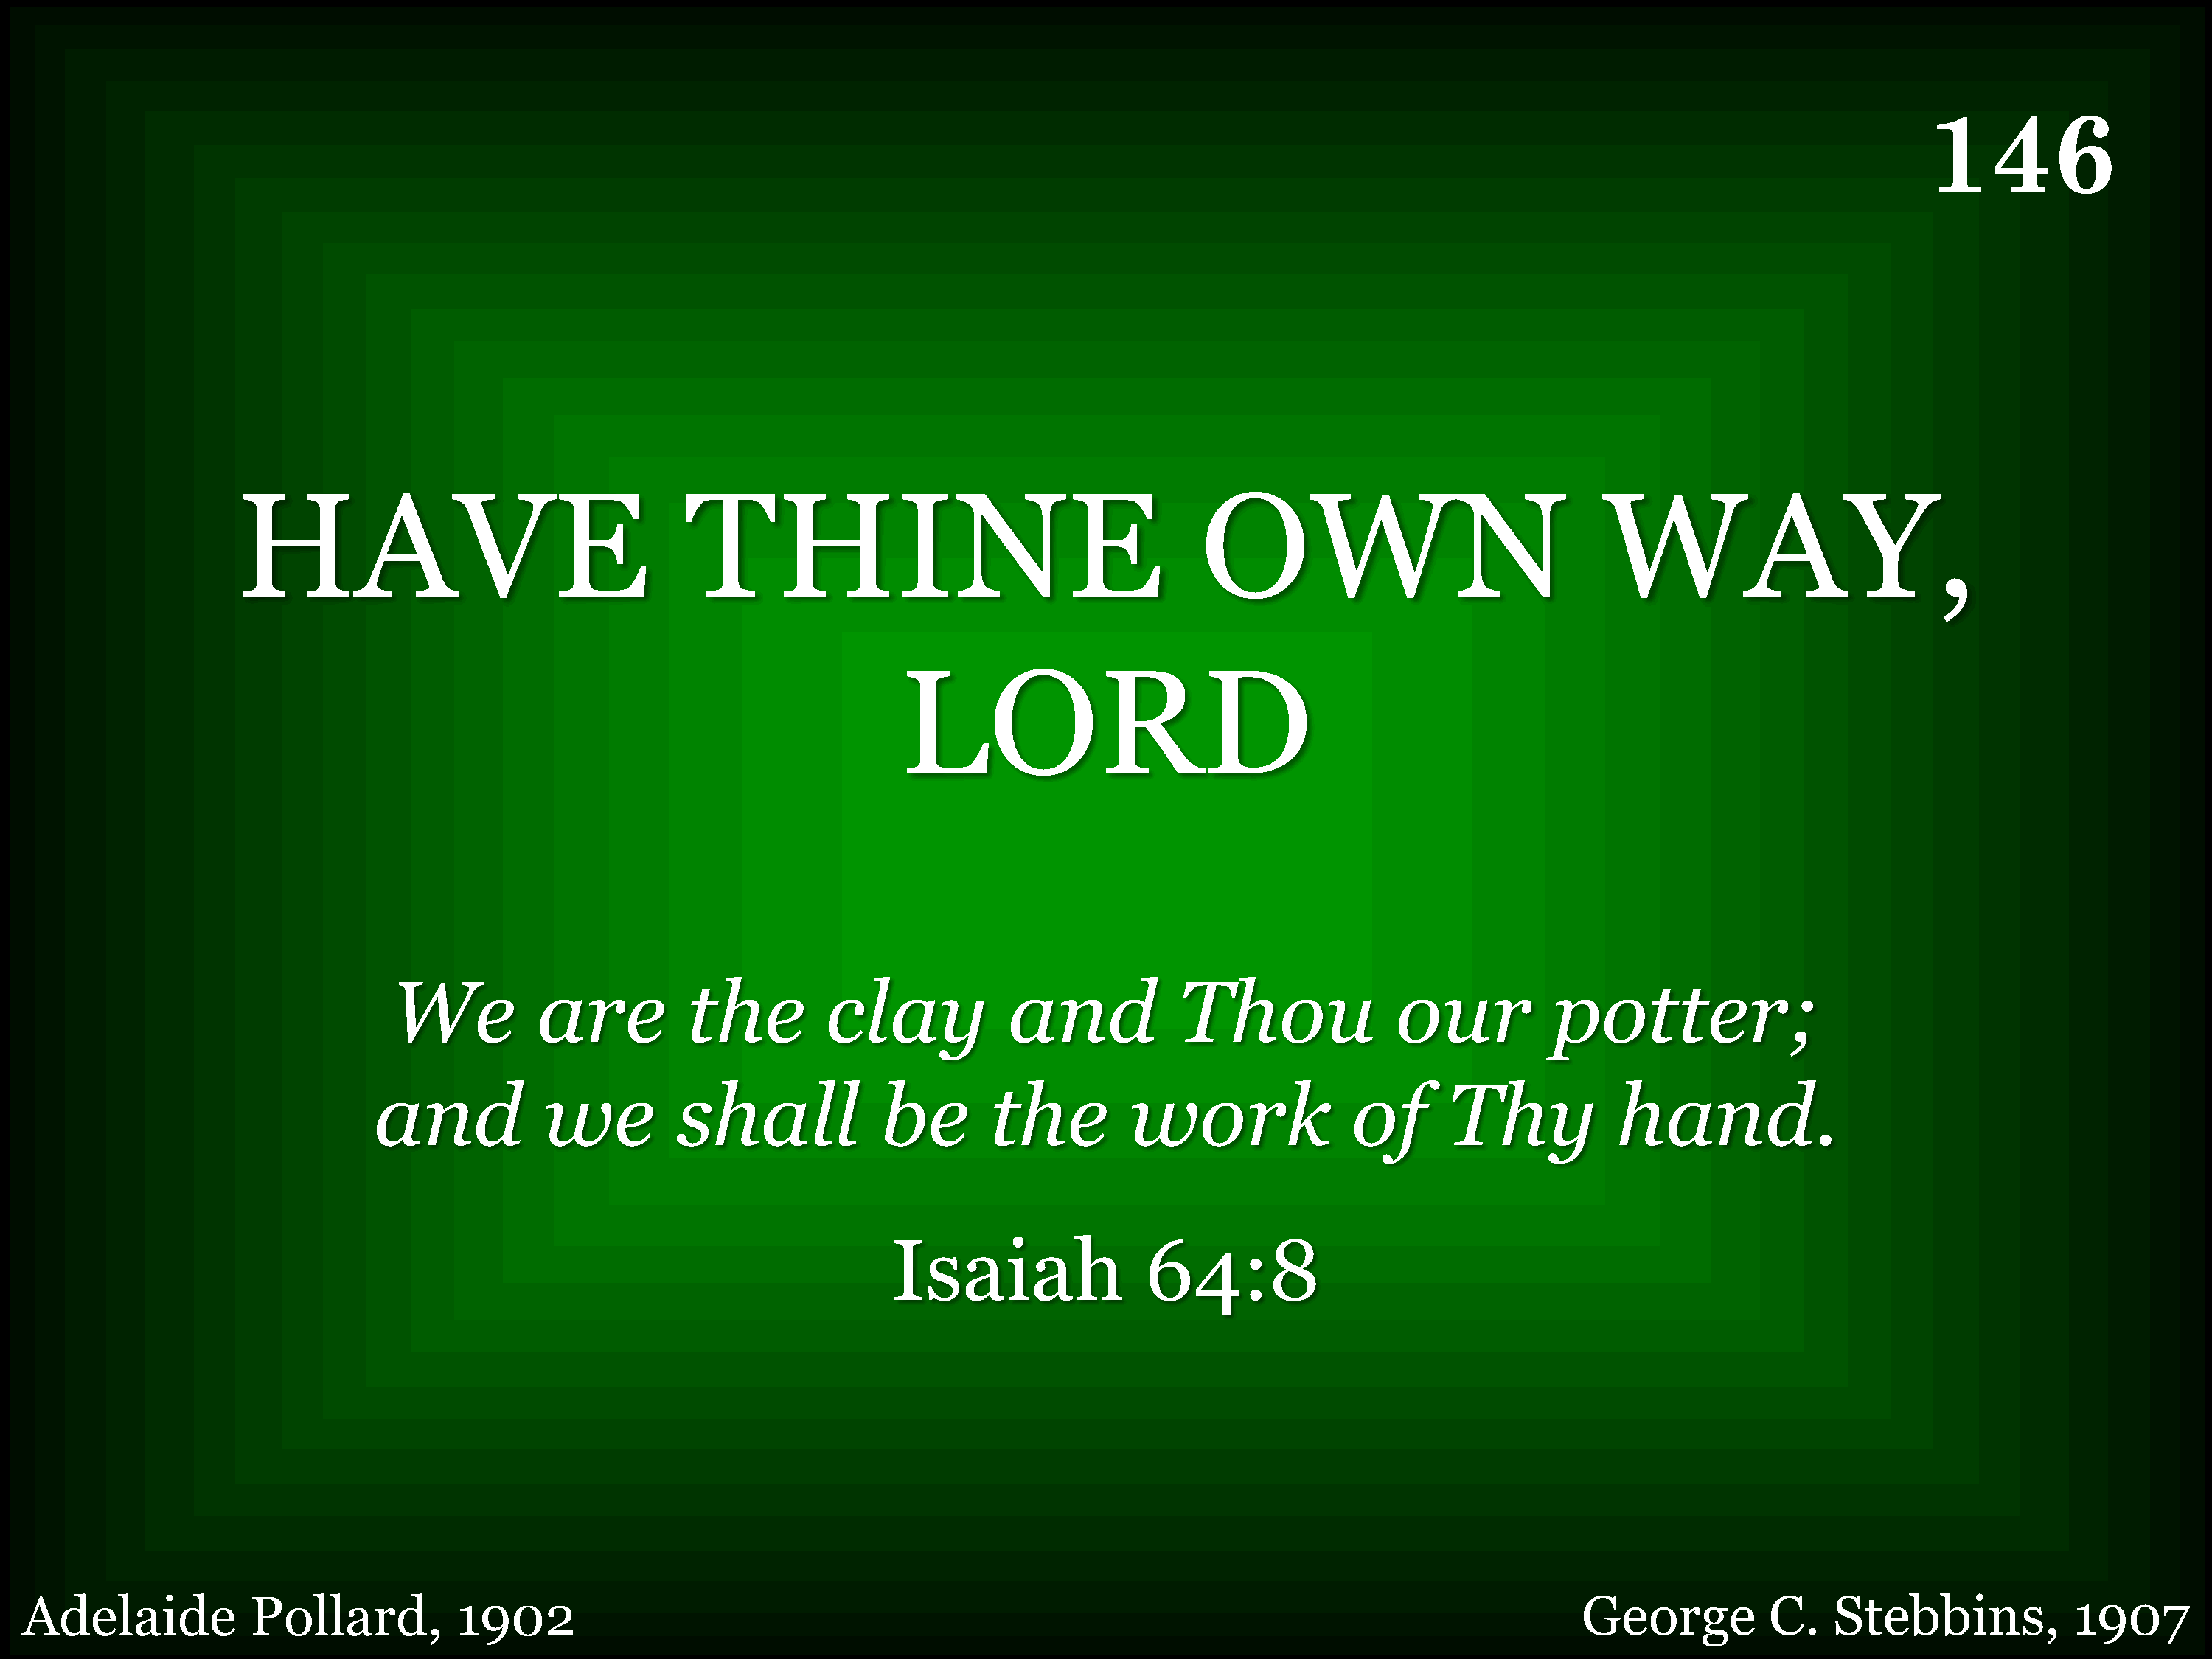 146
HAVE THINE OWN WAY,
LORD
We are the clay and Thou our potter;
and we shall be the work of Thy hand.
Isaiah 64:8
Adelaide Pollard, 1902
George C. Stebbins, 1907